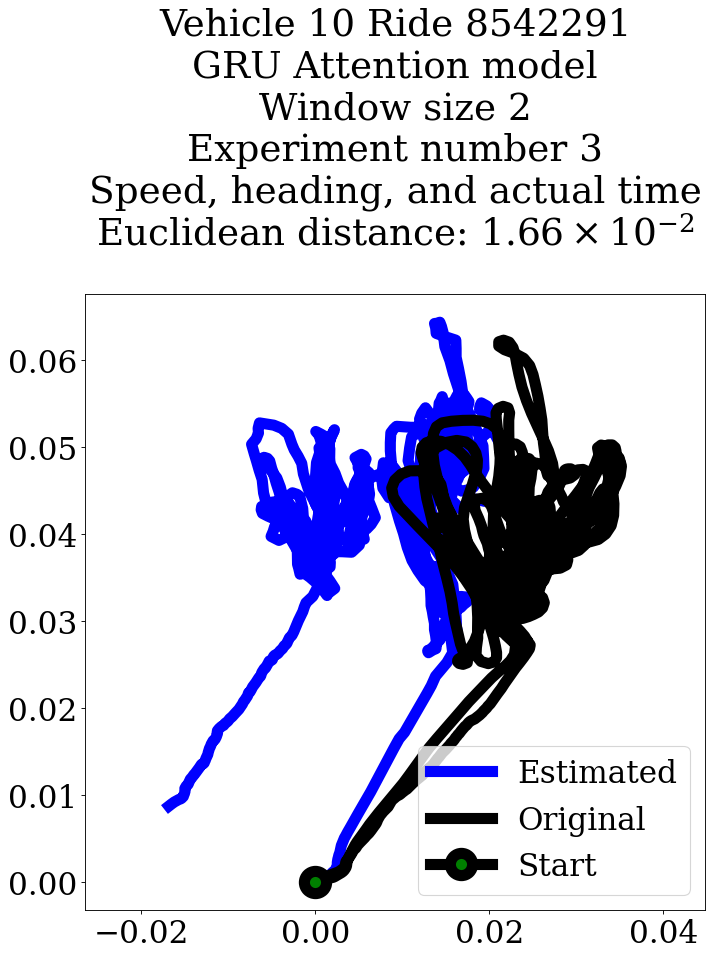 Vehicle 10 Ride 8542291
GRU Attention model
Window size 2
Experiment number 3
Speed, heading, and actual time
Euclidean distance: 1.66 × 10⁻²
0.06
0.05
0.04
0.03
0.02
0.01
0.00
−0.02
0.00
0.02
0.04
Estimated
Original
Start